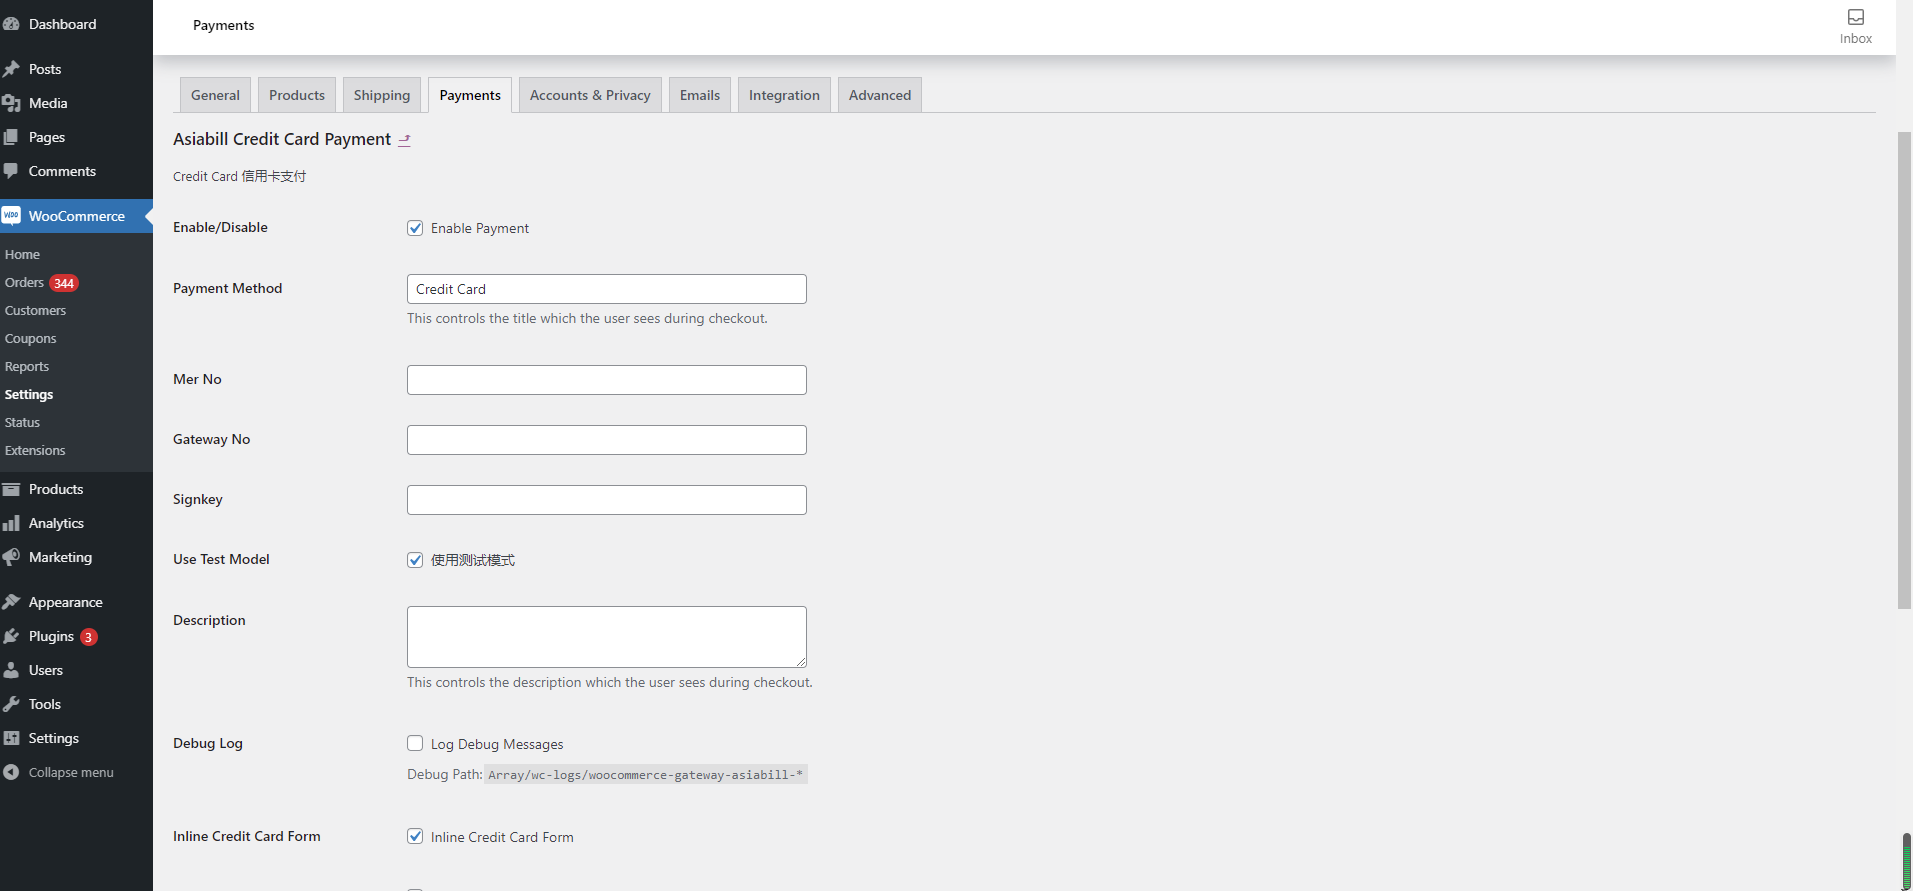 Dashboard
Posts
Media
Pages
Comments
WOO WooCommerce
Home
Orders 344
Customers
Coupons
Reports
Settings
Status
Extensions
Products
Analytics
Marketing
Appearance
Plugins 3
Users
Tools
Settings
Collapse menu
Payments
Inbox
General Products Shipping Payments Accounts & Privacy Emails Integration Advanced
Asiabill Credit Card Payment
Credit Card 信用卡支付
Enable/Disable Enable Payment
Payment Method Credit Card
This controls the title which the user sees during checkout.
Mer No
Gateway No
Signkey
Use Test Model 使用测试模式
Description
This controls the description which the user sees during checkout.
Debug Log Log Debug Messages
Debug Path: Array/wc-logs/woocommerce-gateway-asiabill-*
Inline Credit Card Form Inline Credit Card Form